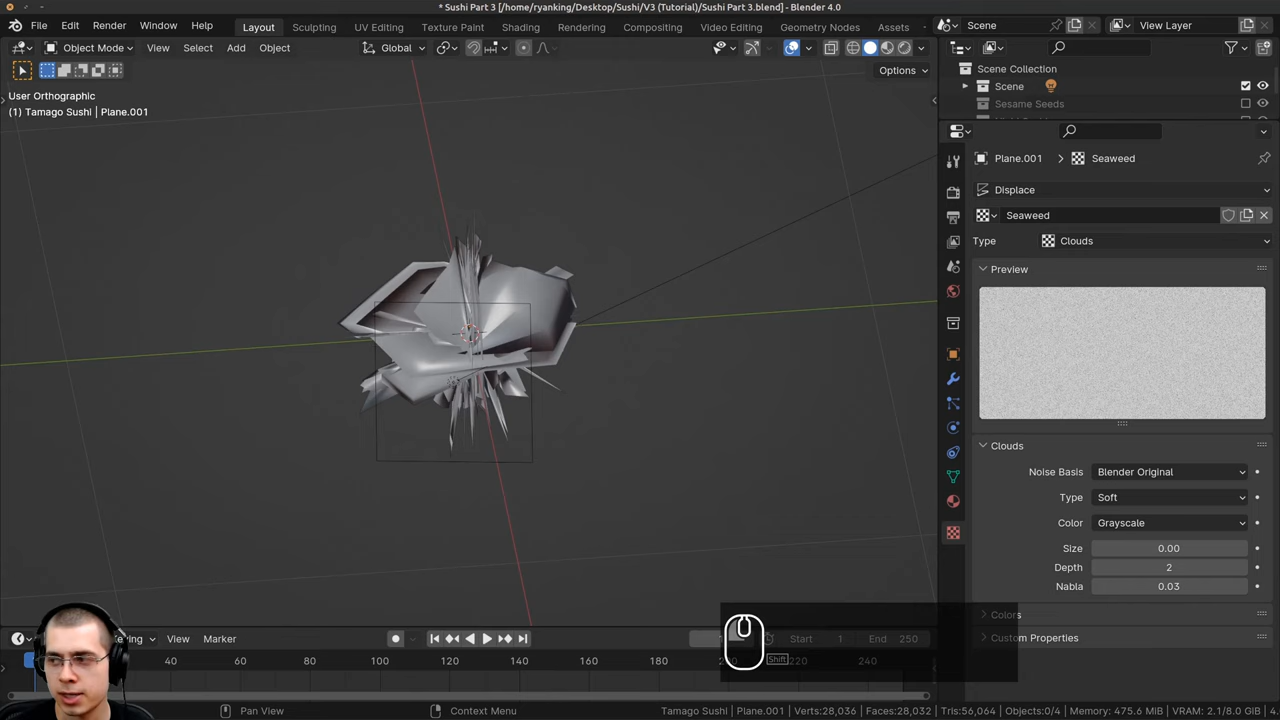 * Sushi Part 3 [/home/ryanking/Desktop/Sushi/V3 (Tutorial)/Sushi Part 3.blend] - Blender 4.0
File Edit Render Window Help Layout Sculpting UV Editing Texture Paint Shading Animation Rendering Compositing Video Editing Geometry Nodes Scene View Layer
Object Mode View Select Add Object Global
Options
User Orthographic
(1) Tamago Sushi | Plane.001
Scene Collection
Scene
Sesame Seeds
Plane.001 > Seaweed
Displace
Seaweed
Type Clouds
Preview
Clouds
Noise Basis Blender Original
Type Soft
Color Grayscale
Size 0.00
Depth 2
Nabla 0.03
Colors
Custom Properties
View Marker Start 1 End 250
40 60 80 100 120 140 160 180 220 240
Shift
Pan View Context Menu Tamago Sushi | Plane.001 | Verts:28,036 | Faces:28,032 | Tris:56,064 | Objects:0/4 | Memory: 475.6 MiB | VRAM: 2.1/8.0 GiB | 4.